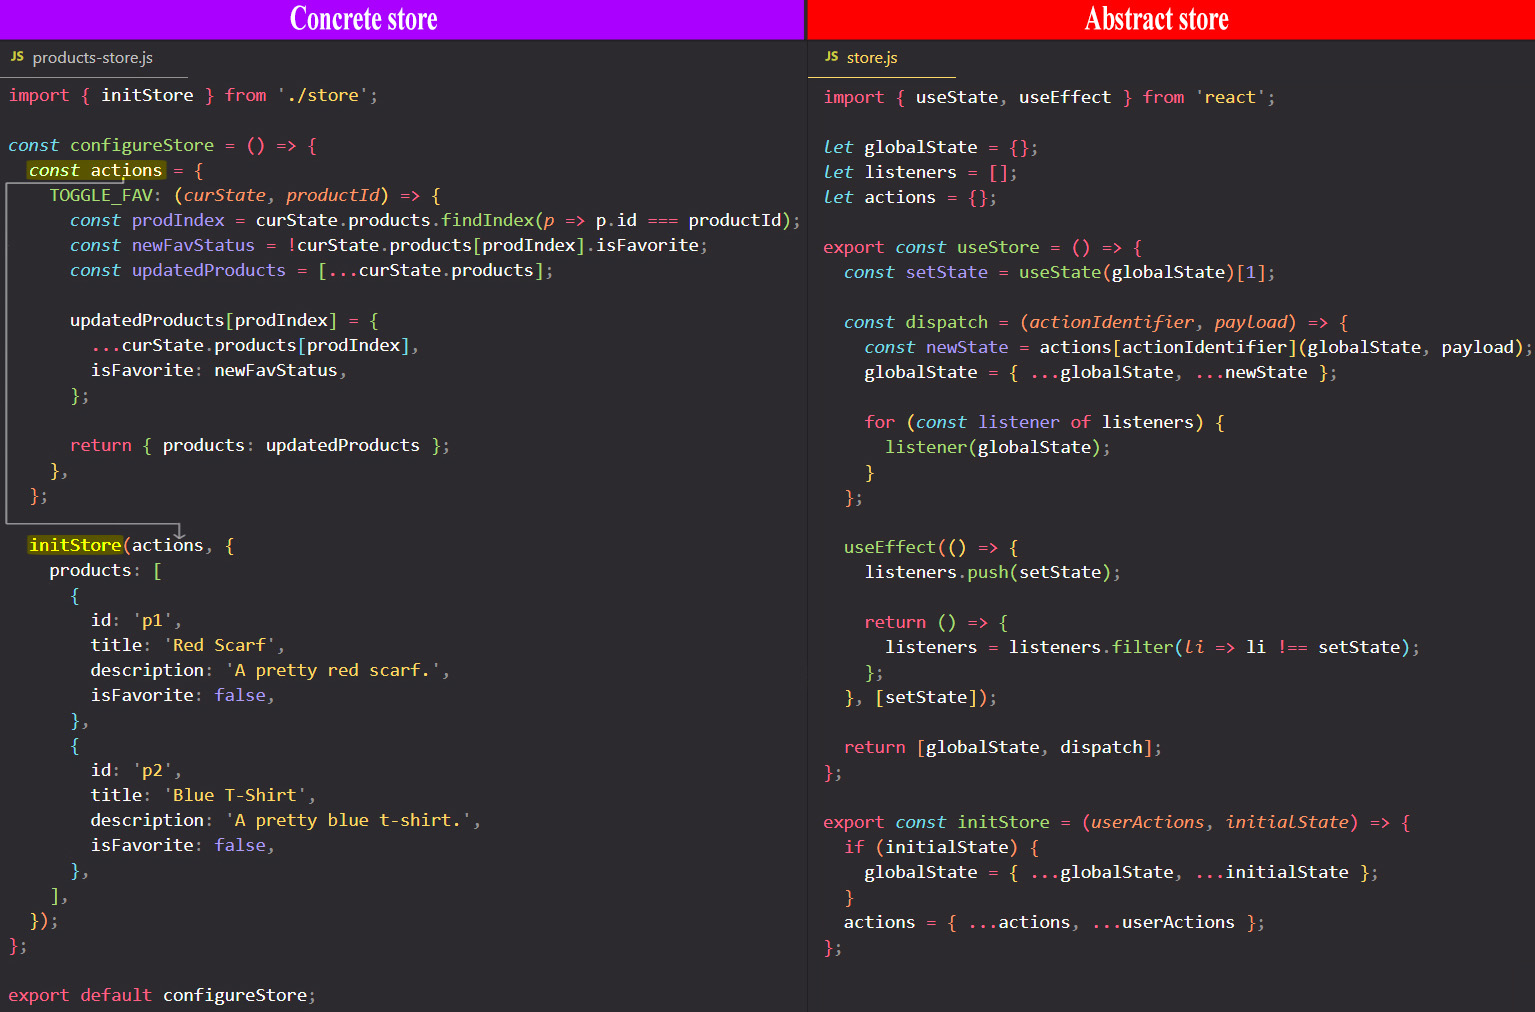 Concrete store
JS products-store.js
import { initStore } from './store';
const configureStore = () => {
const actions = {
TOGGLE_FAV: (curState, productId) => {
const prodIndex = curState.products.findIndex(p => p.id === productId);
const newFavStatus = !curState.products[prodIndex].isFavorite;
const updatedProducts = [...curState.products];
updatedProducts[prodIndex] = {
...curState.products[prodIndex],
isFavorite: newFavStatus,
};
return { products: updatedProducts };
},
};
initStore(actions, {
products: [
{
id: 'p1',
title: 'Red Scarf',
description: 'A pretty red scarf.',
isFavorite: false,
},
{
id: 'p2',
title: 'Blue T-Shirt',
description: 'A pretty blue t-shirt.',
isFavorite: false,
},
],
});
};
export default configureStore;
Abstract store
JS store.js
import { useState, useEffect } from 'react';
let globalState = {};
let listeners = [];
let actions = {};
export const useStore = () => {
const setState = useState(globalState)[1];
const dispatch = (actionIdentifier, payload) => {
const newState = actions[actionIdentifier](globalState, payload);
globalState = { ...globalState, ...newState };
for (const listener of listeners) {
listener(globalState);
}
};
useEffect(() => {
listeners.push(setState);
return () => {
listeners = listeners.filter(li => li !== setState);
};
}, [setState]);
return [globalState, dispatch];
};
export const initStore = (userActions, initialState) => {
if (initialState) {
globalState = { ...globalState, ...initialState };
}
actions = { ...actions, ...userActions };
};